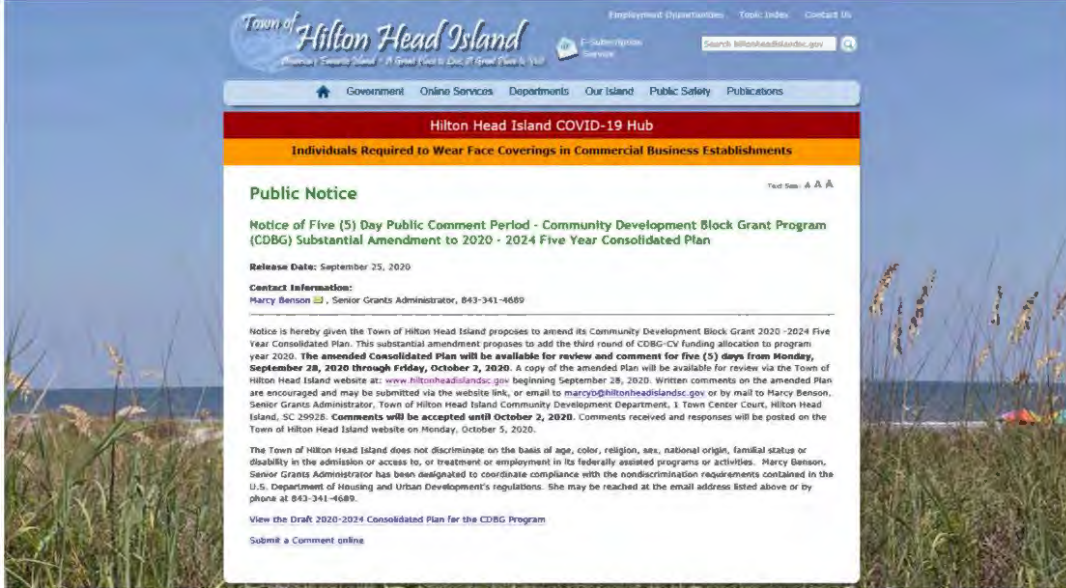 Employment Opportunities Topic Index Contact Us
Town of
Hilton Head Island
E-Subscription
Service
Search hiltonheadislandsc.gov
Government Online Services Departments Our Island Public Safety Publications
Hilton Head Island COVID-19 Hub
Individuals Required to Wear Face Coverings in Commercial Business Establishments
Text Size: A A A
Public Notice
Notice of Five (5) Day Public Comment Period - Community Development Block Grant Program
(CDBG) Substantial Amendment to 2020 - 2024 Five Year Consolidated Plan
Release Date: September 25, 2020
Contact Information:
Marcy Benson , Senior Grants Administrator, 843-341-4689
Notice is hereby given the Town of Hilton Head Island proposes to amend its Community Development Block Grant 2020 -2024 Five
Year Consolidated Plan. This substantial amendment proposes to add the third round of CDBG-CV funding allocation to program
year 2020. The amended Consolidated Plan will be available for review and comment for five (5) days from Monday,
September 28, 2020 through Friday, October 2, 2020. A copy of the amended Plan will be available for review via the Town of
Hilton Head Island website at: www.hiltonheadislandsc.gov beginning September 28, 2020. Written comments on the amended Plan
are encouraged and may be submitted via the website link, or email to marcyb@hiltonheadislandsc.gov or by mail to Marcy Benson,
Senior Grants Administrator, Town of Hilton Head Island Community Development Department, 1 Town Center Court, Hilton Head
Island, SC 29928. Comments will be accepted until October 2, 2020. Comments received and responses will be posted on the
Town of Hilton Head Island website on Monday, October 5, 2020.
The Town of Hilton Head Island does not discriminate on the basis of age, color, religion, sex, national origin, familial status or
disability in the admission or access to, or treatment or employment in its federally assisted programs or activities. Marcy Benson,
Senior Grants Administrator has been designated to coordinate compliance with the nondiscrimination requirements contained in the
U.S. Department of Housing and Urban Development's regulations. She may be reached at the email address listed above or by
phone at 843-341-4689.
View the Draft 2020-2024 Consolidated Plan for the CDBG Program
Submit a Comment online